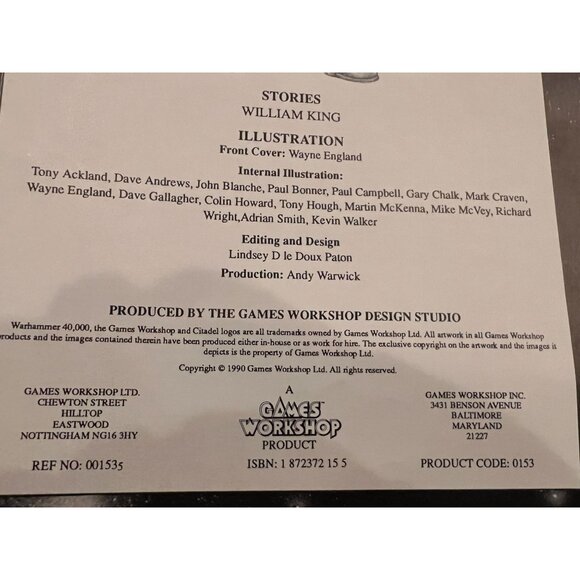 STORIES
WILLIAM KING
ILLUSTRATION
Front Cover: Wayne England
Internal Illustration:
Tony Ackland, Dave Andrews, John Blanche, Paul Bonner, Paul Campbell, Gary Chalk, Mark Craven,
Wayne England, Dave Gallagher, Colin Howard, Tony Hough, Martin McKenna, Mike McVey, Richard
Wright,Adrian Smith, Kevin Walker
Editing and Design
Lindsey D le Doux Paton
Production: Andy Warwick
PRODUCED BY THE GAMES WORKSHOP DESIGN STUDIO
Warhammer 40,000, the Games Workshop and Citadel logos are all trademarks owned by Games Workshop Ltd. All artwork in all Games Workshop
products and the images contained therein have been produced either in-house or as work for hire. The exclusive copyright on the artwork and the images it
depicts is the property of Games Workshop Ltd.
Copyright © 1990 Games Workshop Ltd. All rights reserved.
GAMES WORKSHOP LTD.
CHEWTON STREET
HILLTOP
EASTWOOD
NOTTINGHAM NG16 3HY
REF NO: 001535
A
GAMES
WORKSHOP
PRODUCT
ISBN: 1 872372 15 5
GAMES WORKSHOP INC.
3431 BENSON AVENUE
BALTIMORE
MARYLAND
21227
PRODUCT CODE: 0153